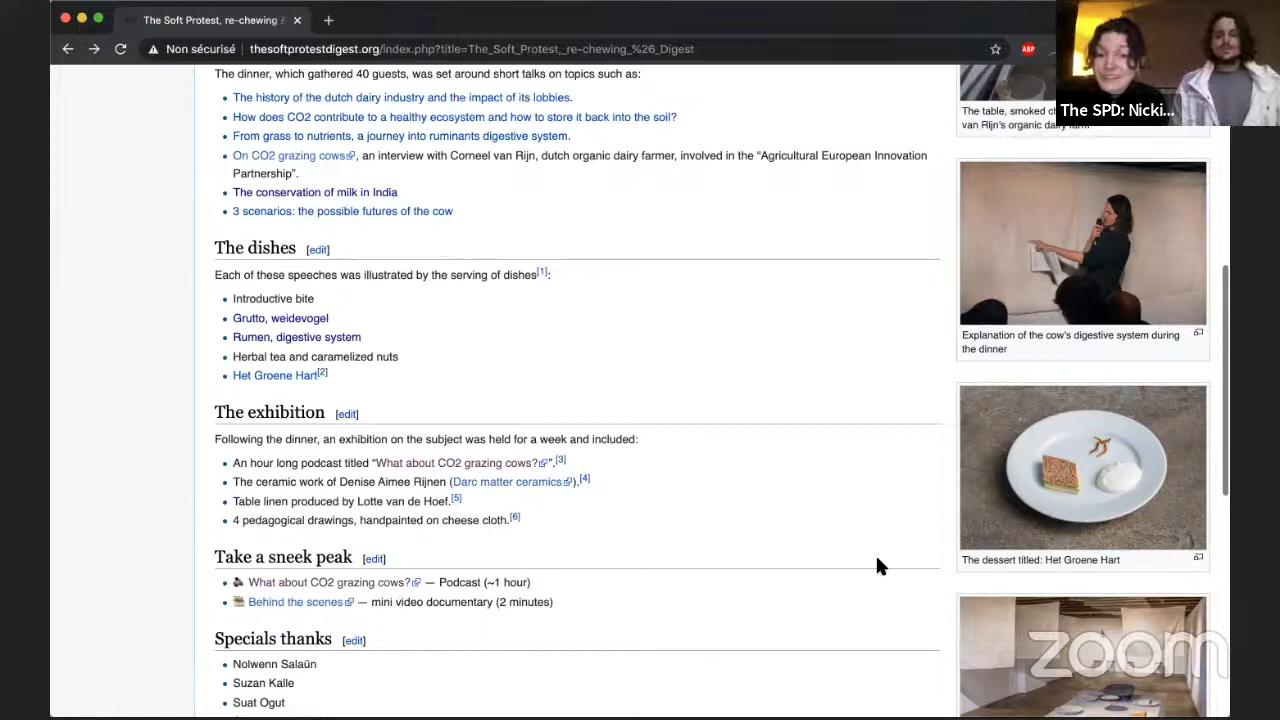 The Soft Protest, re-chewing &
Non sécurisé | thesoftprotestdigest.org/index.php?title=The_Soft_Protest,_re-chewing_%26_Digest
ABP
The SPD: Nicki...
The dinner, which gathered 40 guests, was set around short talks on topics such as:
The history of the dutch dairy industry and the impact of its lobbies.
How does CO2 contribute to a healthy ecosystem and how to store it back into the soil?
From grass to nutrients, a journey into ruminants digestive system.
On CO2 grazing cows, an interview with Corneel van Rijn, dutch organic dairy farmer, involved in the “Agricultural European Innovation
Partnership”.
The conservation of milk in India
3 scenarios: the possible futures of the cow
The dishes [edit]
Each of these speeches was illustrated by the serving of dishes[1]:
Introductive bite
Grutto, weidevogel
Rumen, digestive system
Herbal tea and caramelized nuts
Het Groene Hart[2]
The exhibition [edit]
Following the dinner, an exhibition on the subject was held for a week and included:
An hour long podcast titled “What about CO2 grazing cows?”.[3]
The ceramic work of Denise Aimee Rijnen (Darc matter ceramics).[4]
Table linen produced by Lotte van de Hoef.[5]
4 pedagogical drawings, handpainted on cheese cloth.[6]
Take a sneek peak [edit]
What about CO2 grazing cows? — Podcast (~1 hour)
Behind the scenes — mini video documentary (2 minutes)
Specials thanks [edit]
Nolwenn Salaün
Suzan Kalle
Suat Ogut
The table, smoked
van Rijn's organic dairy farm
Explanation of the cow's digestive system during
the dinner
The dessert titled: Het Groene Hart
zoom